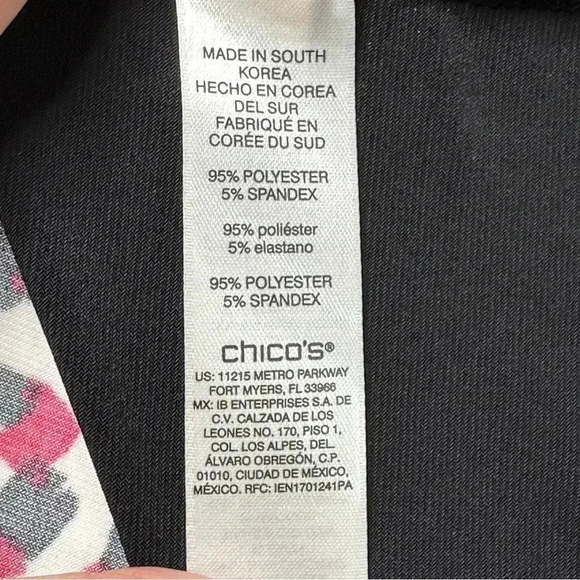 MADE IN SOUTH
KOREA
HECHO EN COREA
DEL SUR
FABRIQUÉ EN
CORÉE DU SUD
95% POLYESTER
5% SPANDEX
95% poliéster
5% elastano
95% POLYESTER
5% SPANDEX
chico's®
US: 11215 METRO PARKWAY
FORT MYERS, FL 33966
MX: IB ENTERPRISES S.A. DE
C.V. CALZADA DE LOS
LEONES NO. 170, PISO 1,
COL. LOS ALPES, DEL.
ÁLVARO OBREGÓN, C.P.
01010, CIUDAD DE MÉXICO,
MÉXICO. RFC: IEN1701241PA